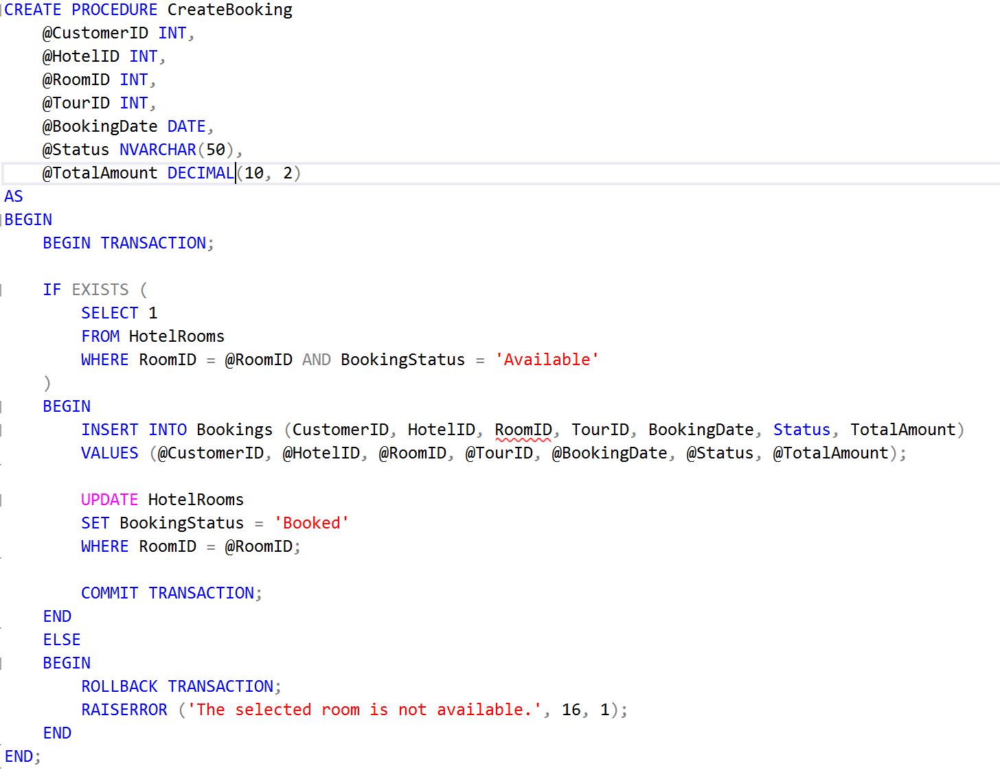 CREATE PROCEDURE CreateBooking
    @CustomerID INT,
    @HotelID INT,
    @RoomID INT,
    @TourID INT,
    @BookingDate DATE,
    @Status NVARCHAR(50),
    @TotalAmount DECIMAL(10, 2)
AS
BEGIN
    BEGIN TRANSACTION;

    IF EXISTS (
        SELECT 1
        FROM HotelRooms
        WHERE RoomID = @RoomID AND BookingStatus = 'Available'
    )
    BEGIN
        INSERT INTO Bookings (CustomerID, HotelID, RoomID, TourID, BookingDate, Status, TotalAmount)
        VALUES (@CustomerID, @HotelID, @RoomID, @TourID, @BookingDate, @Status, @TotalAmount);

        UPDATE HotelRooms
        SET BookingStatus = 'Booked'
        WHERE RoomID = @RoomID;

        COMMIT TRANSACTION;
    END
    ELSE
    BEGIN
        ROLLBACK TRANSACTION;
        RAISERROR ('The selected room is not available.', 16, 1);
    END
END;